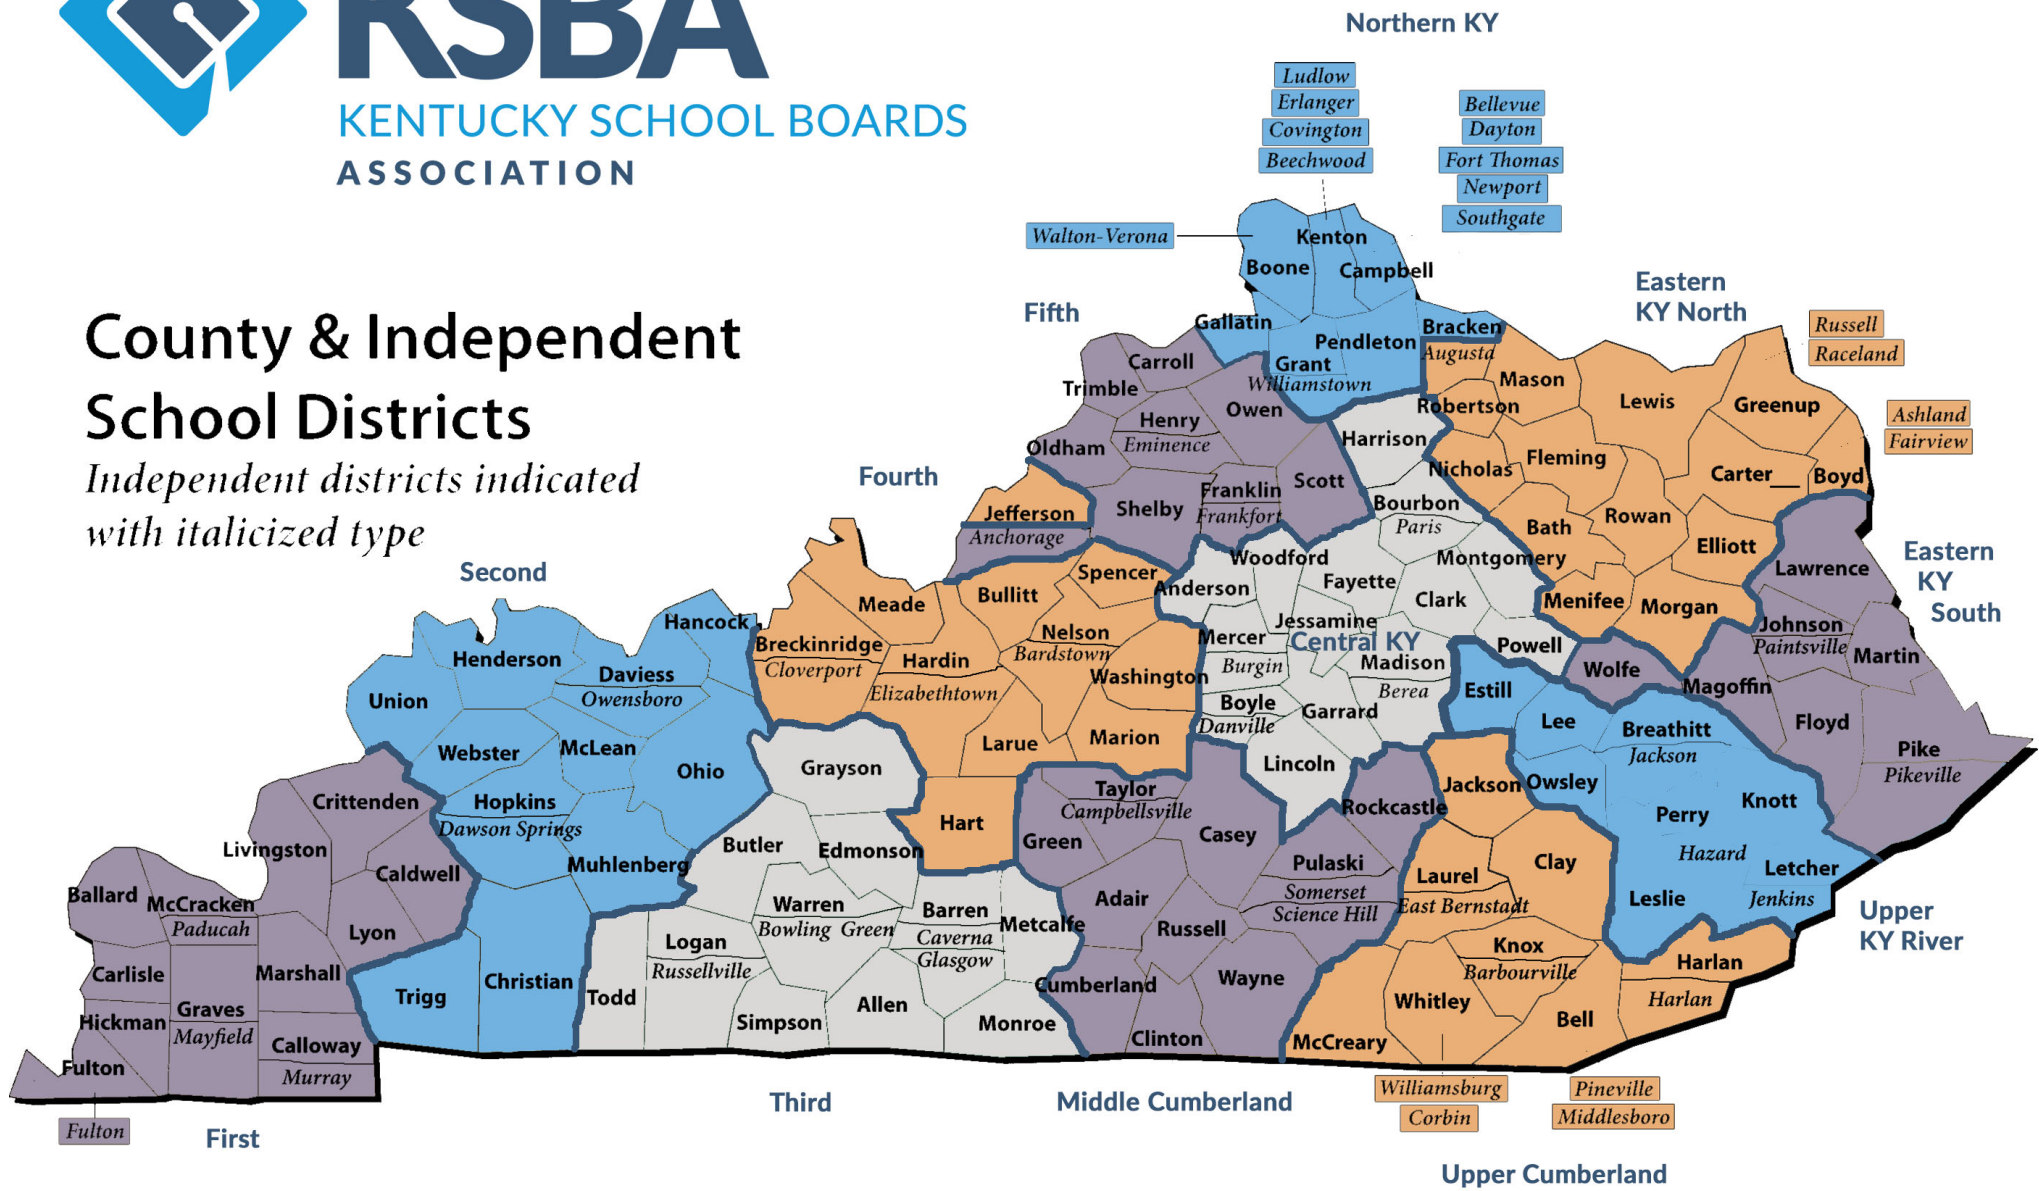 KSBA
KENTUCKY SCHOOL BOARDS
ASSOCIATION
County & Independent
School Districts
Independent districts indicated
with italicized type
Northern KY
Ludlow
Erlanger
Covington
Beechwood
Bellevue
Dayton
Fort Thomas
Newport
Southgate
Walton-Verona
Kenton
Boone
Campbell
Gallatin
Pendleton
Bracken
Grant
Williamstown
Augusta
Eastern
KY North
Russell
Raceland
Ashland
Fairview
Mason
Lewis
Greenup
Robertson
Nicholas
Fleming
Carter
Boyd
Bath
Rowan
Elliott
Menifee
Morgan
Fifth
Carroll
Trimble
Henry
Eminence
Owen
Oldham
Shelby
Franklin
Frankfort
Scott
Anchorage
Fourth
Jefferson
Spencer
Bullitt
Meade
Breckinridge
Cloverport
Hardin
Elizabethtown
Nelson
Bardstown
Washington
Larue
Marion
Hart
Harrison
Bourbon
Paris
Woodford
Montgomery
Anderson
Fayette
Clark
Jessamine
Central KY
Mercer
Burgin
Madison
Berea
Powell
Boyle
Danville
Garrard
Lincoln
Eastern
KY
South
Lawrence
Johnson
Paintsville
Martin
Wolfe
Magoffin
Floyd
Pike
Pikeville
Second
Hancock
Henderson
Daviess
Owensboro
Union
Webster
McLean
Ohio
Hopkins
Dawson Springs
Muhlenberg
Trigg
Christian
Crittenden
Livingston
Caldwell
Ballard
McCracken
Paducah
Lyon
Carlisle
Marshall
Graves
Mayfield
Hickman
Calloway
Murray
Fulton
Fulton
First
Grayson
Butler
Edmonson
Warren
Bowling Green
Barren
Caverna
Glasgow
Metcalfe
Logan
Russellville
Todd
Simpson
Allen
Monroe
Third
Taylor
Campbellsville
Green
Casey
Rockcastle
Pulaski
Somerset
Science Hill
Adair
Russell
Cumberland
Wayne
Clinton
Middle Cumberland
Estill
Lee
Breathitt
Jackson
Owsley
Perry
Knott
Hazard
Letcher
Jenkins
Leslie
Upper
KY River
Jackson
Clay
Laurel
East Bernstadt
Knox
Barbourville
Harlan
Harlan
Whitley
Bell
McCreary
Williamsburg
Corbin
Pineville
Middlesboro
Upper Cumberland